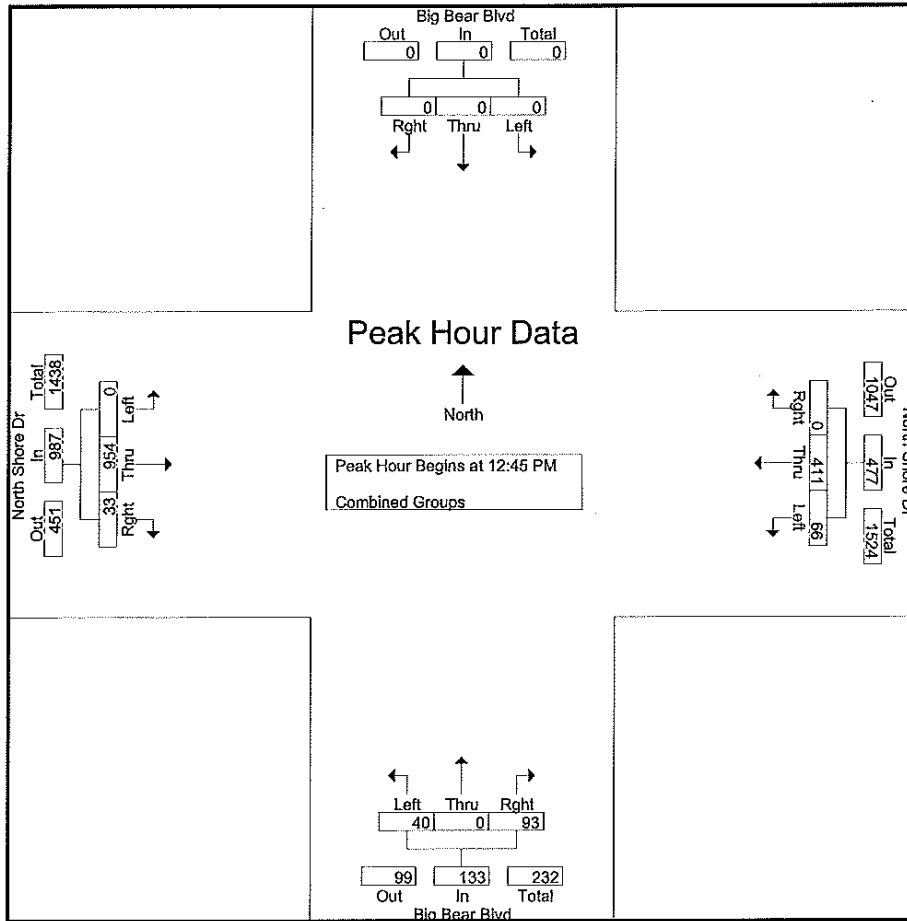 Big Bear Blvd
Out In Total
0 0 0
0 0 0
Rght Thru Left
Peak Hour Data
North
Peak Hour Begins at 12:45 PM
Combined Groups
North Shore Dr
Out In Total
451 987 1438
33 954 0
Rght Thru Left
Out In Total
1047 477 1524
0 411 66
Rght Thru Left
Left Thru Rght
40 0 93
99 133 232
Out In Total
Big Bear Blvd